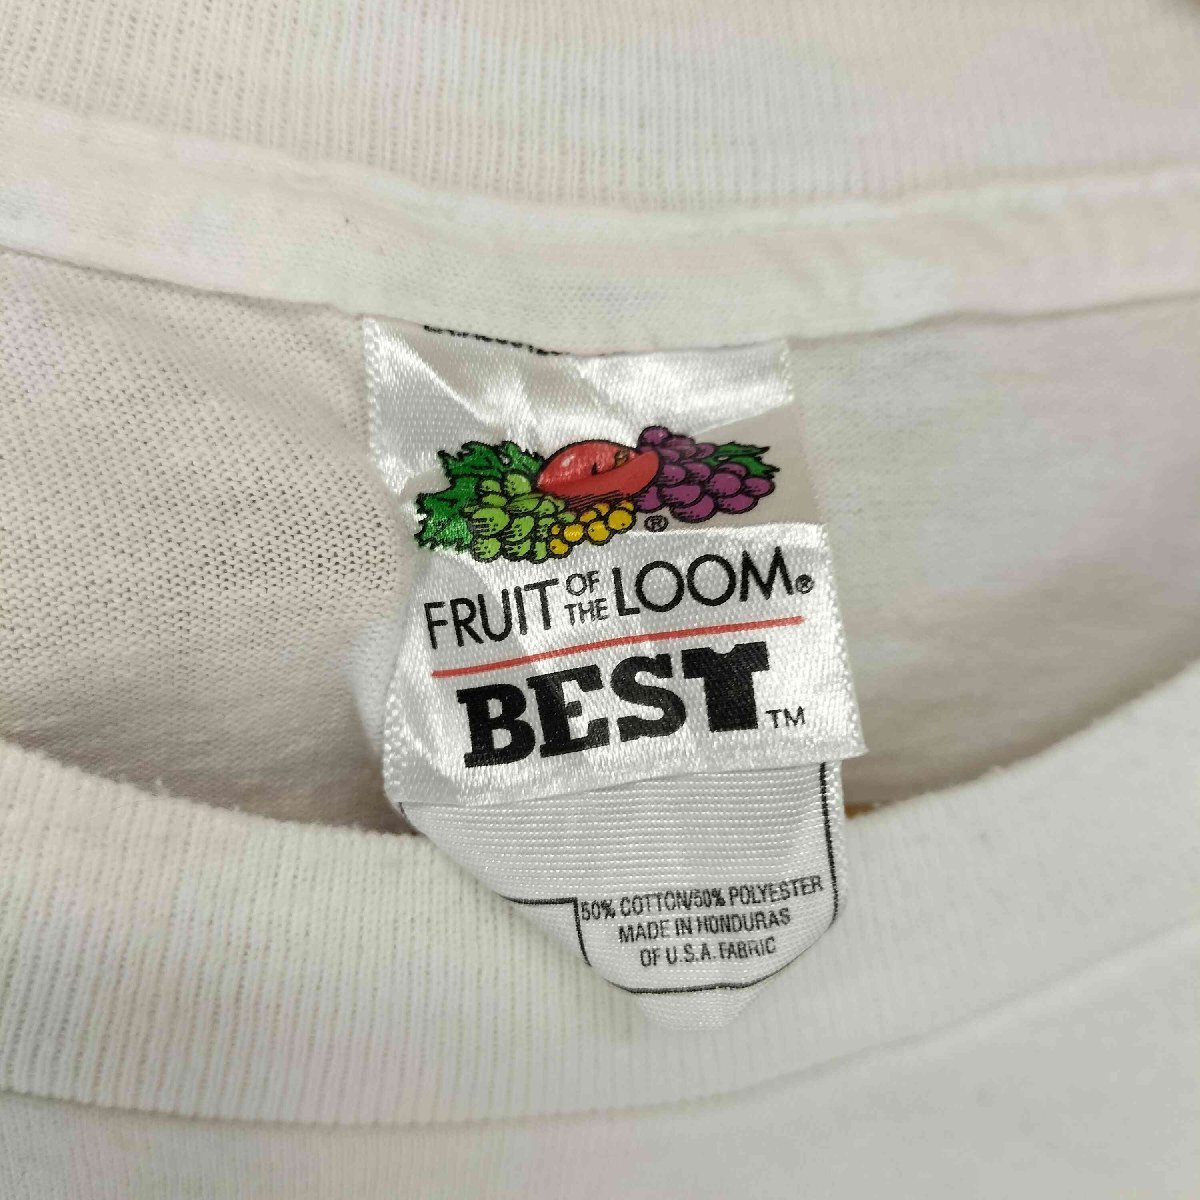 ®
FRUIT OF THE LOOM®
BEST™
50% COTTON/50% POLYESTER
MADE IN HONDURAS
OF U.S.A. FABRIC